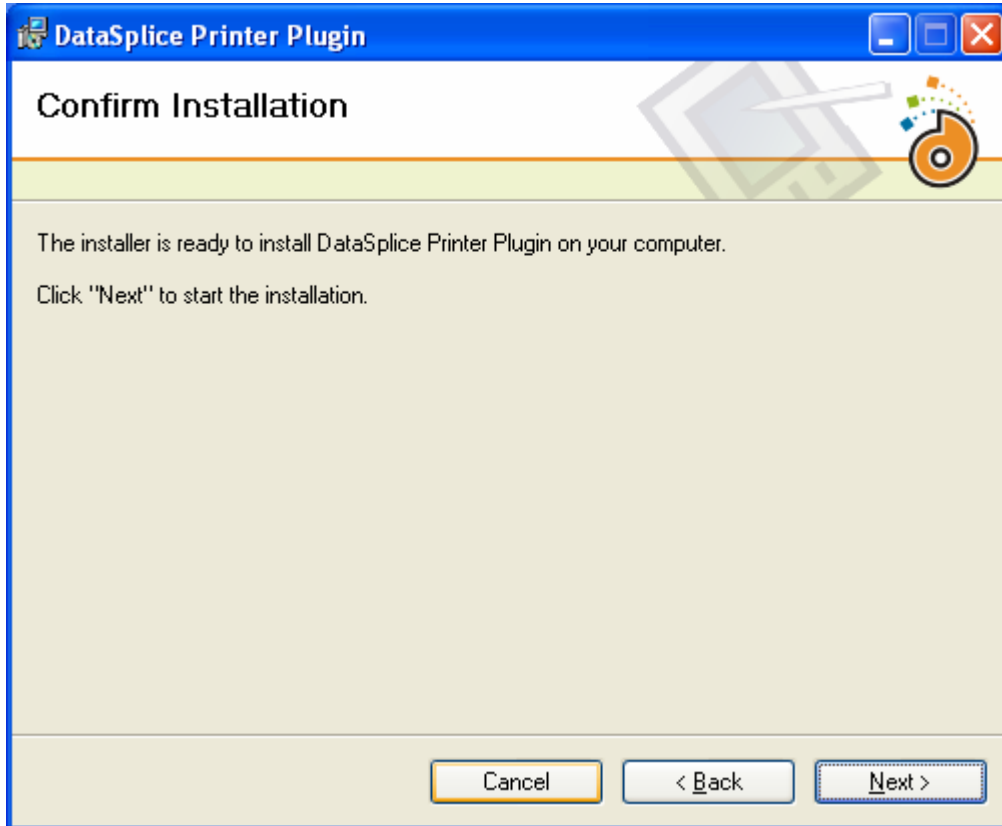 DataSplice Printer Plugin
Confirm Installation
The installer is ready to install DataSplice Printer Plugin on your computer.
Click "Next" to start the installation.
Cancel
< Back
Next >